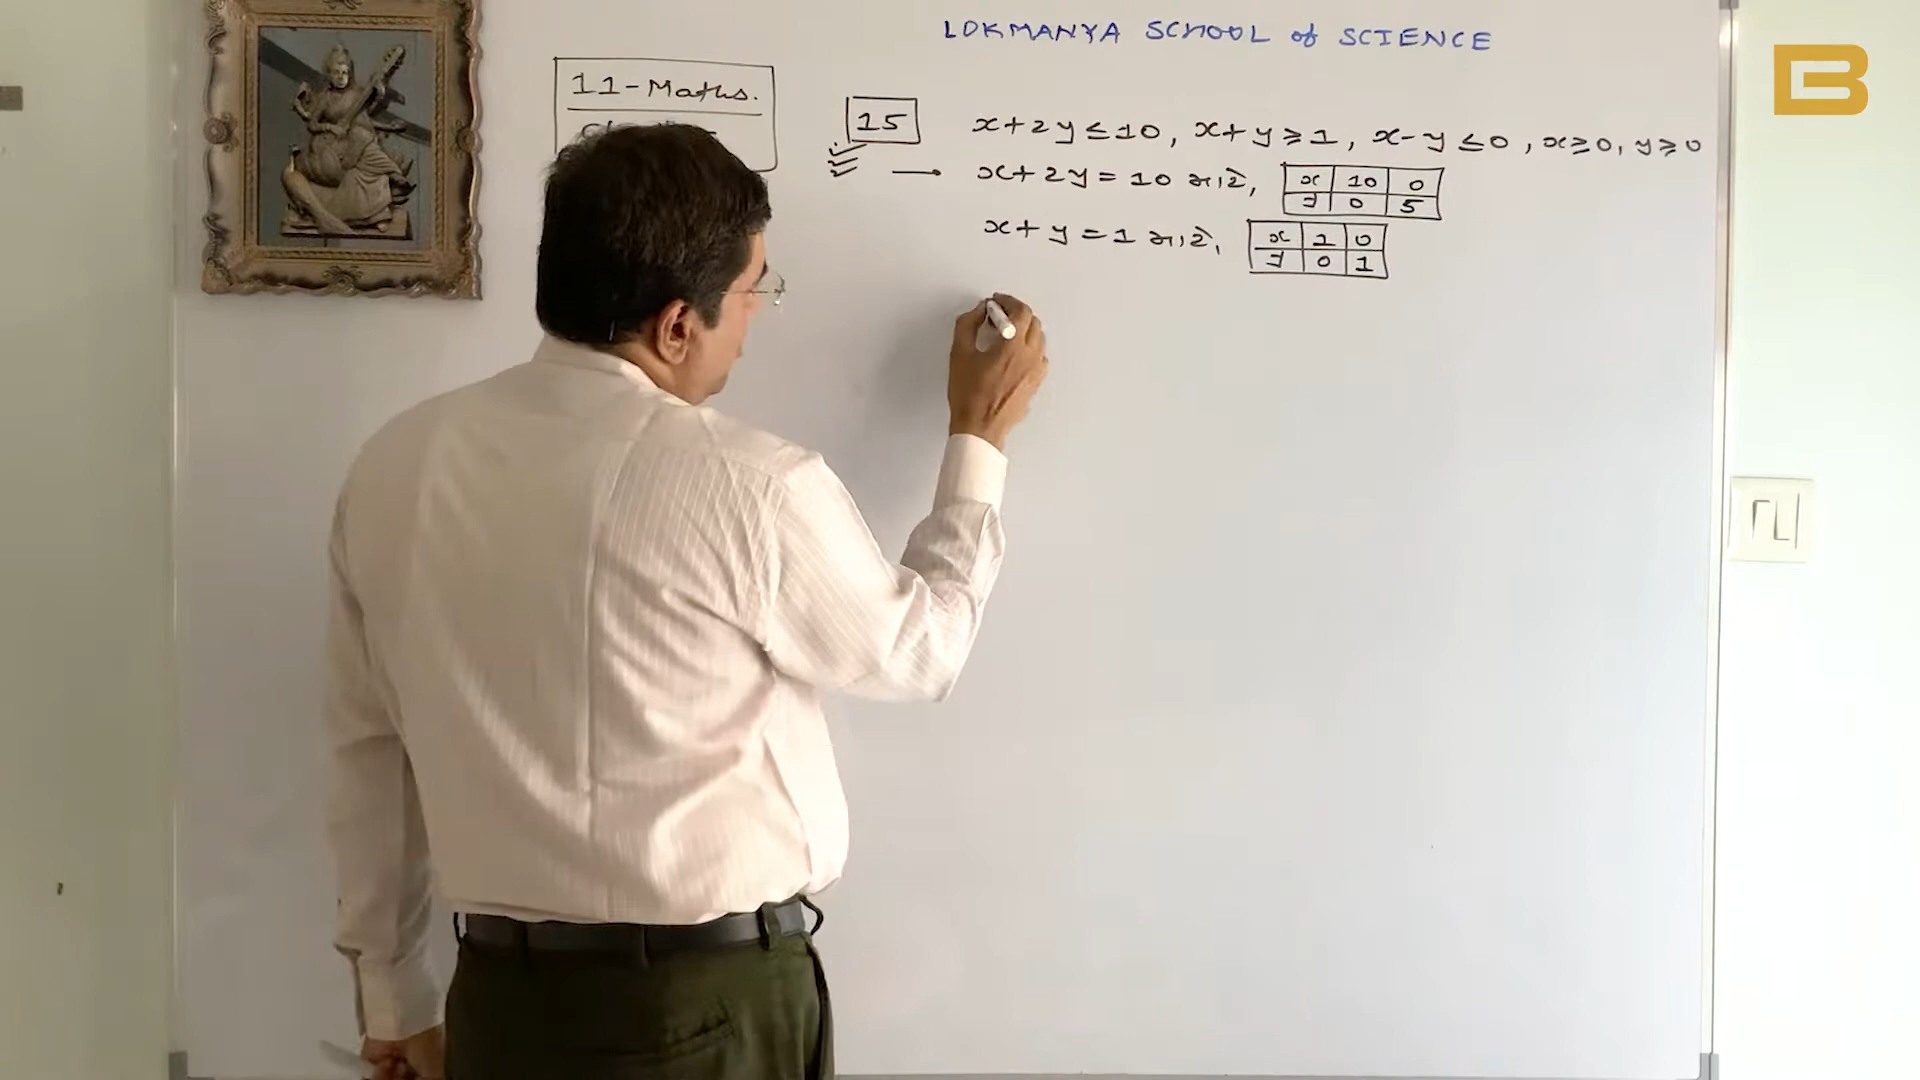 LOKMANYA SCHOOL of SCIENCE
11-Maths.
15
x+2y≤10, x+y≥1, x-y≤0, x≥0, y≥0
→ x+2y=10 માટે,
x 10 0
y 0 5
x+y=1 માટે,
x 1 0
y 0 1